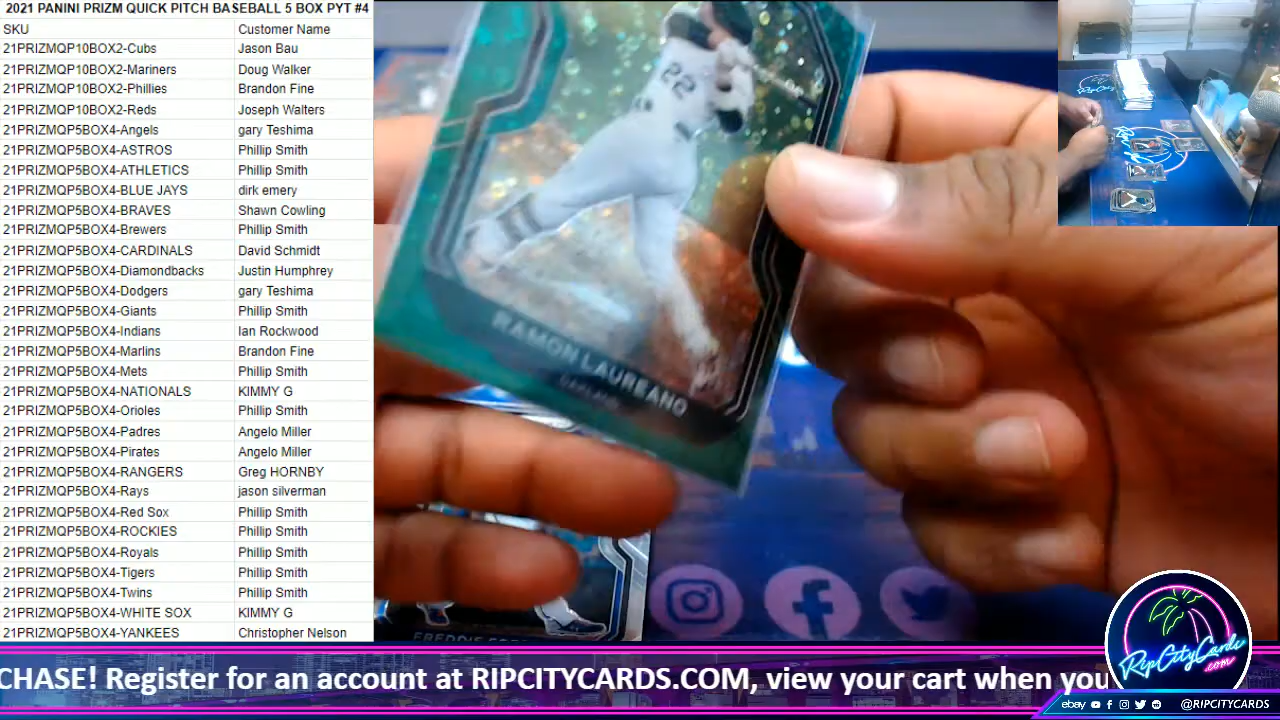 2021 PANINI PRIZM QUICK PITCH BASEBALL 5 BOX PYT #4
SKU Customer Name
21PRIZMQP10BOX2-Cubs Jason Bau
21PRIZMQP10BOX2-Mariners Doug Walker
21PRIZMQP10BOX2-Phillies Brandon Fine
21PRIZMQP10BOX2-Reds Joseph Walters
21PRIZMQP5BOX4-Angels gary Teshima
21PRIZMQP5BOX4-ASTROS Phillip Smith
21PRIZMQP5BOX4-ATHLETICS Phillip Smith
21PRIZMQP5BOX4-BLUE JAYS dirk emery
21PRIZMQP5BOX4-BRAVES Shawn Cowling
21PRIZMQP5BOX4-Brewers Phillip Smith
21PRIZMQP5BOX4-CARDINALS David Schmidt
21PRIZMQP5BOX4-Diamondbacks Justin Humphrey
21PRIZMQP5BOX4-Dodgers gary Teshima
21PRIZMQP5BOX4-Giants Phillip Smith
21PRIZMQP5BOX4-Indians Ian Rockwood
21PRIZMQP5BOX4-Marlins Brandon Fine
21PRIZMQP5BOX4-Mets Phillip Smith
21PRIZMQP5BOX4-NATIONALS KIMMY G
21PRIZMQP5BOX4-Orioles Phillip Smith
21PRIZMQP5BOX4-Padres Angelo Miller
21PRIZMQP5BOX4-Pirates Angelo Miller
21PRIZMQP5BOX4-RANGERS Greg HORNBY
21PRIZMQP5BOX4-Rays jason silverman
21PRIZMQP5BOX4-Red Sox Phillip Smith
21PRIZMQP5BOX4-ROCKIES Phillip Smith
21PRIZMQP5BOX4-Royals Phillip Smith
21PRIZMQP5BOX4-Tigers Phillip Smith
21PRIZMQP5BOX4-Twins Phillip Smith
21PRIZMQP5BOX4-WHITE SOX KIMMY G
21PRIZMQP5BOX4-YANKEES Christopher Nelson
22
RAMON LAUREANO
FREDDIE
CHASE! Register for an account at RIPCITYCARDS.COM, view your cart when you
RipCityCards
.com
ebay @RIPCITYCARDS